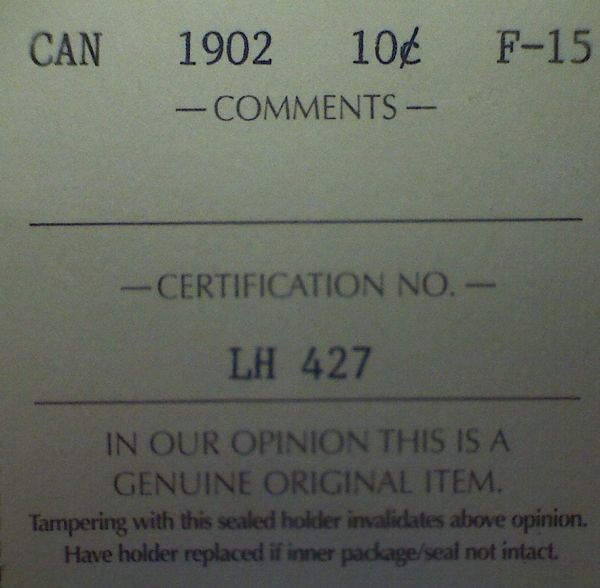 CAN 1902 10¢ F-15
— COMMENTS —
— CERTIFICATION NO. —
LH 427
IN OUR OPINION THIS IS A
GENUINE ORIGINAL ITEM.
Tampering with this sealed holder invalidates above opinion.
Have holder replaced if inner package/seal not intact.